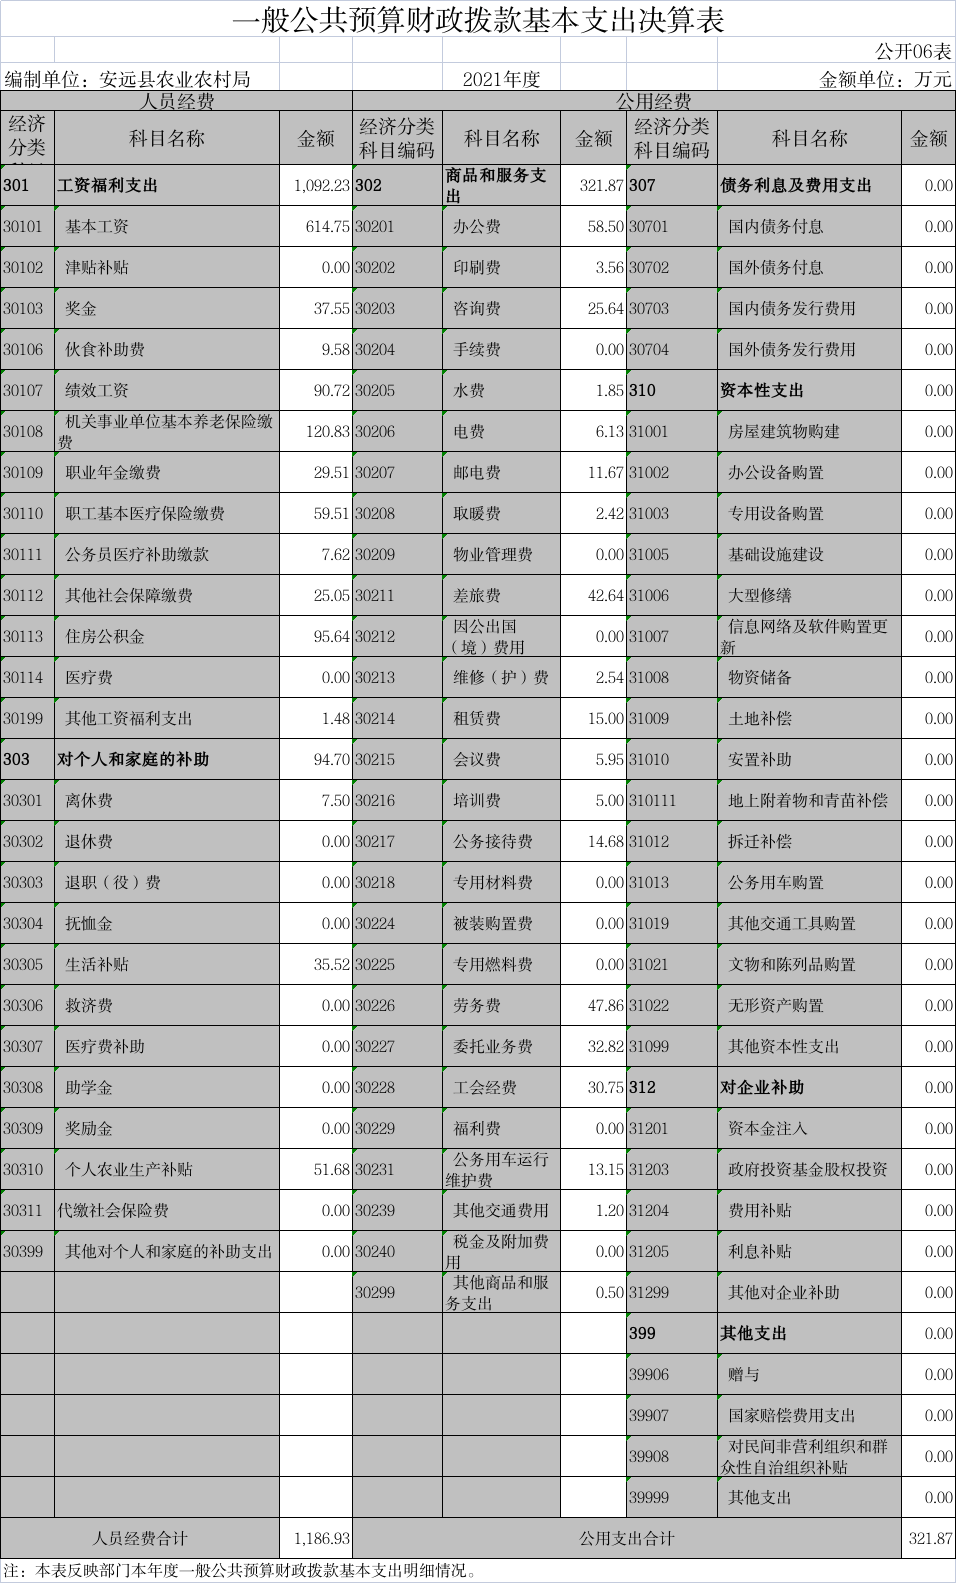 一般公共预算财政拨款基本支出决算表
公开06表
编制单位：安远县农业农村局 2021年度 金额单位：万元
人员经费 公用经费
经济分类 科目名称 金额 经济分类科目编码 科目名称 金额 经济分类科目编码 科目名称 金额
301 工资福利支出 1,092.23 302 商品和服务支出 321.87 307 债务利息及费用支出 0.00
30101 基本工资 614.75 30201 办公费 58.50 30701 国内债务付息 0.00
30102 津贴补贴 0.00 30202 印刷费 3.56 30702 国外债务付息 0.00
30103 奖金 37.55 30203 咨询费 25.64 30703 国内债务发行费用 0.00
30106 伙食补助费 9.58 30204 手续费 0.00 30704 国外债务发行费用 0.00
30107 绩效工资 90.72 30205 水费 1.85 310 资本性支出 0.00
30108 机关事业单位基本养老保险缴费 120.83 30206 电费 6.13 31001 房屋建筑物购建 0.00
30109 职业年金缴费 29.51 30207 邮电费 11.67 31002 办公设备购置 0.00
30110 职工基本医疗保险缴费 59.51 30208 取暖费 2.42 31003 专用设备购置 0.00
30111 公务员医疗补助缴款 7.62 30209 物业管理费 0.00 31005 基础设施建设 0.00
30112 其他社会保障缴费 25.05 30211 差旅费 42.64 31006 大型修缮 0.00
30113 住房公积金 95.64 30212 因公出国（境）费用 0.00 31007 信息网络及软件购置更新 0.00
30114 医疗费 0.00 30213 维修（护）费 2.54 31008 物资储备 0.00
30199 其他工资福利支出 1.48 30214 租赁费 15.00 31009 土地补偿 0.00
303 对个人和家庭的补助 94.70 30215 会议费 5.95 31010 安置补助 0.00
30301 离休费 7.50 30216 培训费 5.00 310111 地上附着物和青苗补偿 0.00
30302 退休费 0.00 30217 公务接待费 14.68 31012 拆迁补偿 0.00
30303 退职（役）费 0.00 30218 专用材料费 0.00 31013 公务用车购置 0.00
30304 抚恤金 0.00 30224 被装购置费 0.00 31019 其他交通工具购置 0.00
30305 生活补贴 35.52 30225 专用燃料费 0.00 31021 文物和陈列品购置 0.00
30306 救济费 0.00 30226 劳务费 47.86 31022 无形资产购置 0.00
30307 医疗费补助 0.00 30227 委托业务费 32.82 31099 其他资本性支出 0.00
30308 助学金 0.00 30228 工会经费 30.75 312 对企业补助 0.00
30309 奖励金 0.00 30229 福利费 0.00 31201 资本金注入 0.00
30310 个人农业生产补贴 51.68 30231 公务用车运行维护费 13.15 31203 政府投资基金股权投资 0.00
30311 代缴社会保险费 0.00 30239 其他交通费用 1.20 31204 费用补贴 0.00
30399 其他对个人和家庭的补助支出 0.00 30240 税金及附加费用 0.00 31205 利息补贴 0.00
30299 其他商品和服务支出 0.50 31299 其他对企业补助 0.00
399 其他支出 0.00
39906 赠与 0.00
39907 国家赔偿费用支出 0.00
39908 对民间非营利组织和群众性自治组织补贴 0.00
39999 其他支出 0.00
人员经费合计 1,186.93 公用支出合计 321.87
注：本表反映部门本年度一般公共预算财政拨款基本支出明细情况。